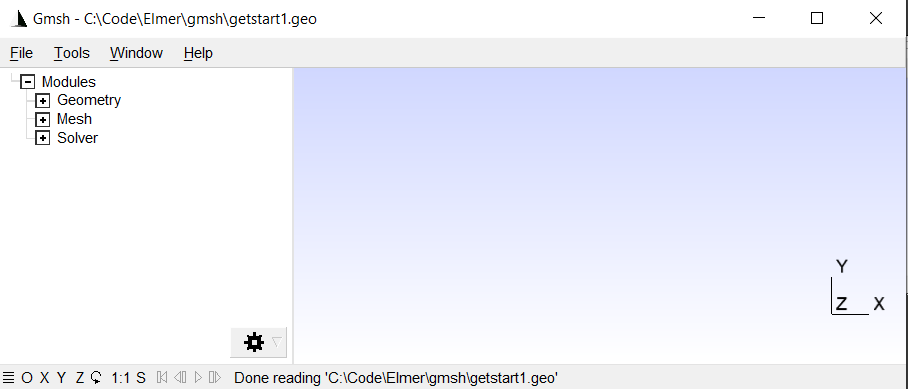 Gmsh - C:\Code\Elmer\gmsh\getstart1.geo
File Tools Window Help
Modules
Geometry
Mesh
Solver
Y
Z X
O X Y Z 1:1 S Done reading 'C:\Code\Elmer\gmsh\getstart1.geo'